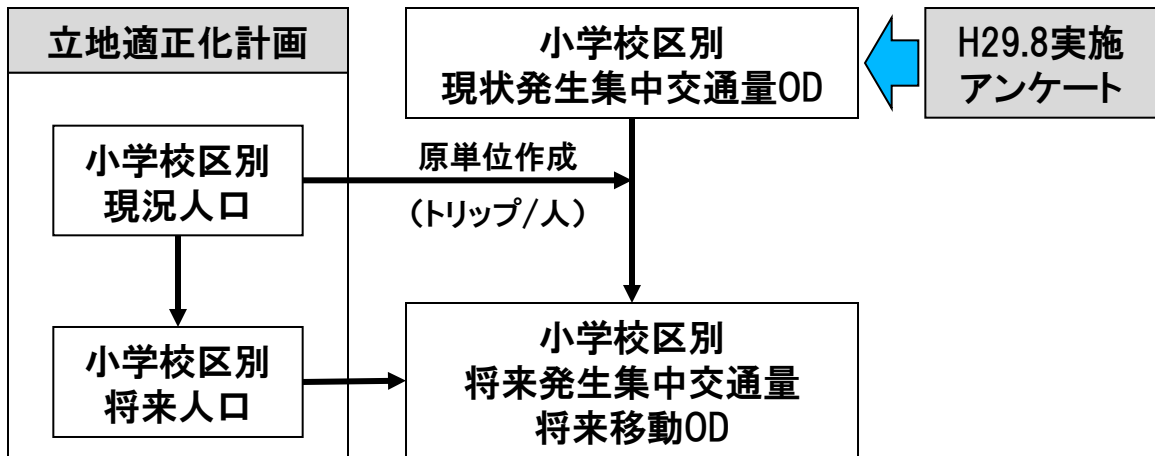 立地適正化計画
小学校区別
現状発生集中交通量OD
H29.8実施
アンケート
小学校区別
現況人口
原単位作成
(トリップ/人)
小学校区別
将来人口
小学校区別
将来発生集中交通量
将来移動OD